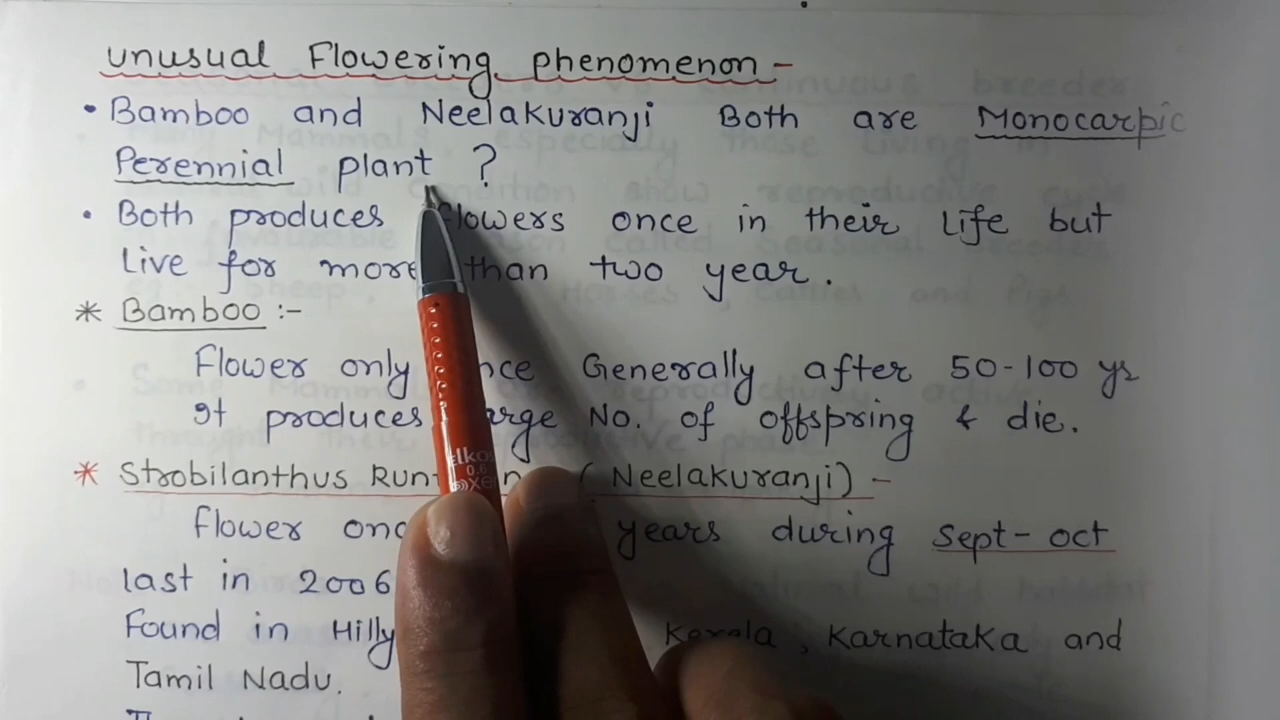 unusual Flowering phenomenon -
• Bamboo and Neelakuranji Both are Monocarpic
Perennial plant ?
• Both produces flowers once in their life but
Live for more than two year.
* Bamboo :-
Flower only Generally after 50-100 yr
It produces No. of offspring & die.
* Strobilanthus (Neelakuranji) -
Flower years during Sept - oct
last in 2006
Found in Hilly Kerala, Karnataka and
Tamil Nadu.